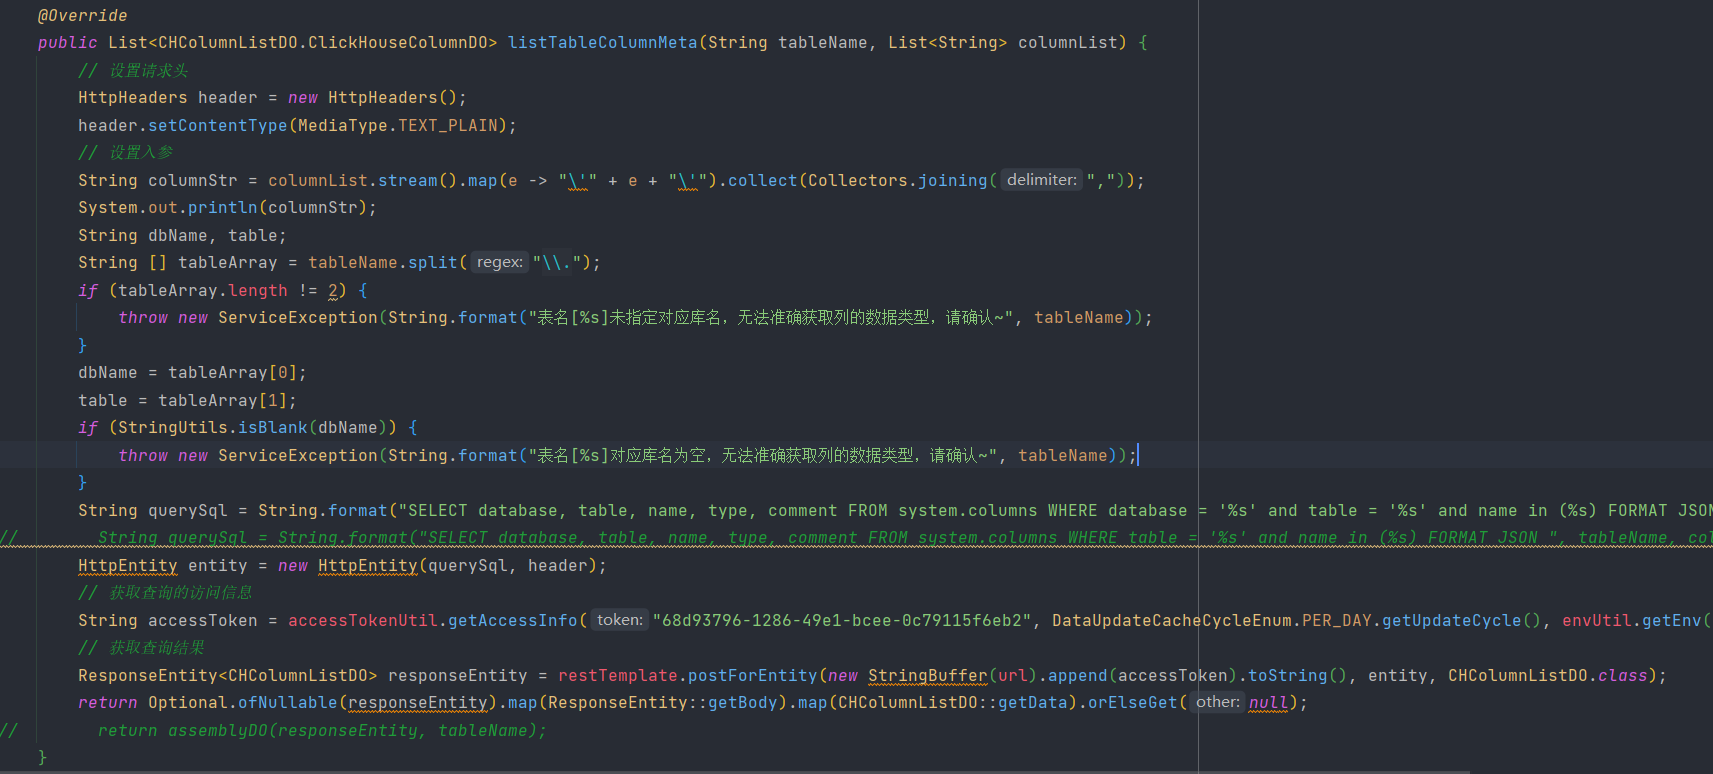 @Override
public List<CHColumnListDO.ClickHouseColumnDO> listTableColumnMeta(String tableName, List<String> columnList) {
// 设置请求头
HttpHeaders header = new HttpHeaders();
header.setContentType(MediaType.TEXT_PLAIN);
// 设置入参
String columnStr = columnList.stream().map(e -> "\'" + e + "\'").collect(Collectors.joining( delimiter: ","));
System.out.println(columnStr);
String dbName, table;
String [] tableArray = tableName.split( regex: "\\.");
if (tableArray.length != 2) {
throw new ServiceException(String.format("表名[%s]未指定对应库名，无法准确获取列的数据类型，请确认~", tableName));
}
dbName = tableArray[0];
table = tableArray[1];
if (StringUtils.isBlank(dbName)) {
throw new ServiceException(String.format("表名[%s]对应库名为空，无法准确获取列的数据类型，请确认~", tableName));
}
String querySql = String.format("SELECT database, table, name, type, comment FROM system.columns WHERE database = '%s' and table = '%s' and name in (%s) FORMAT JSON
// String querySql = String.format("SELECT database, table, name, type, comment FROM system.columns WHERE table = '%s' and name in (%s) FORMAT JSON ", tableName, col
HttpEntity entity = new HttpEntity(querySql, header);
// 获取查询的访问信息
String accessToken = accessTokenUtil.getAccessInfo( token: "68d93796-1286-49e1-bcee-0c79115f6eb2", DataUpdateCacheCycleEnum.PER_DAY.getUpdateCycle(), envUtil.getEnv(
// 获取查询结果
ResponseEntity<CHColumnListDO> responseEntity = restTemplate.postForEntity(new StringBuffer(url).append(accessToken).toString(), entity, CHColumnListDO.class);
return Optional.ofNullable(responseEntity).map(ResponseEntity::getBody).map(CHColumnListDO::getData).orElseGet( other: null);
// return assemblyDO(responseEntity, tableName);
}